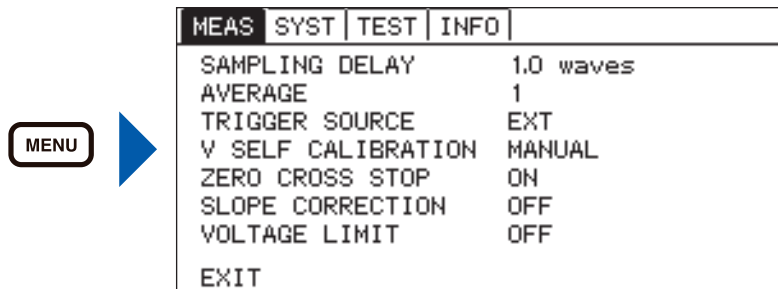 MENU
MEAS SYST TEST INFO
SAMPLING DELAY 1.0 waves
AVERAGE 1
TRIGGER SOURCE EXT
V SELF CALIBRATION MANUAL
ZERO CROSS STOP ON
SLOPE CORRECTION OFF
VOLTAGE LIMIT OFF
EXIT